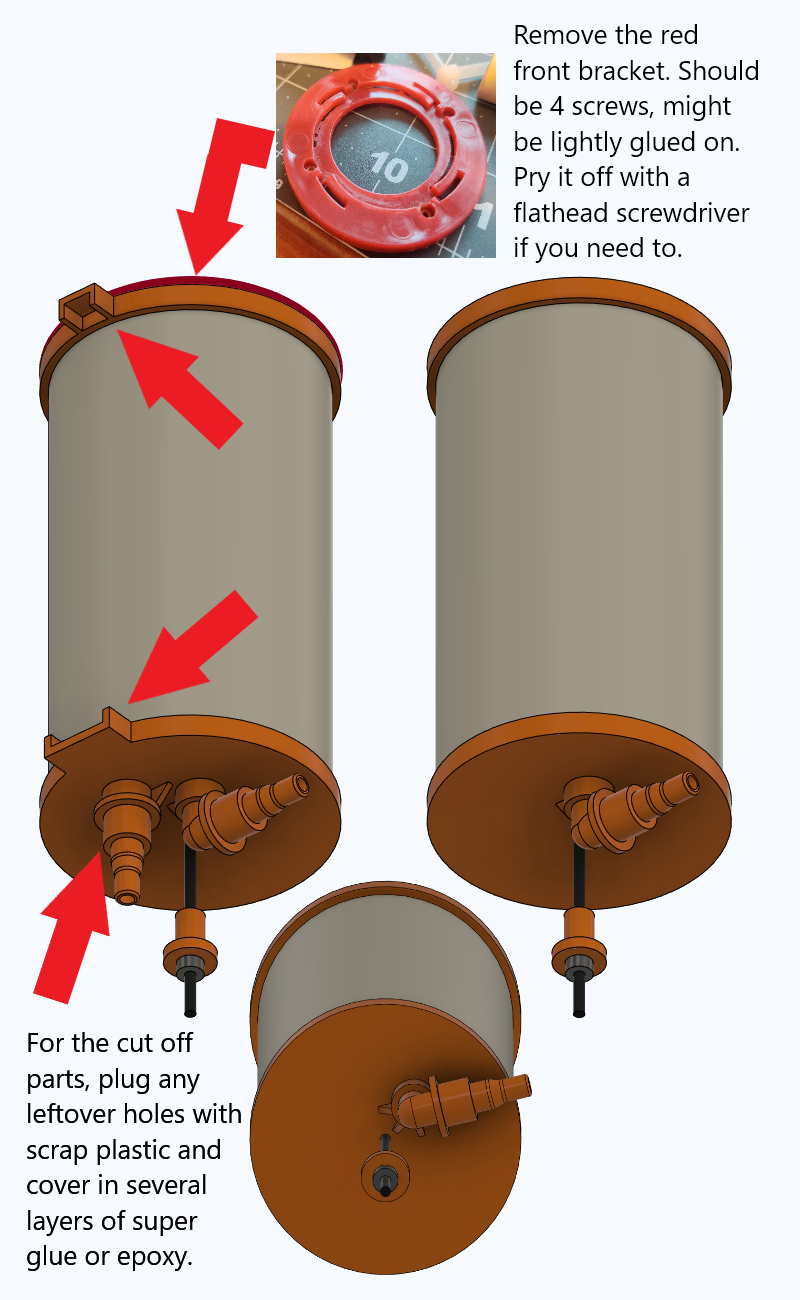 Remove the red
front bracket. Should
be 4 screws, might
be lightly glued on.
Pry it off with a
flathead screwdriver
if you need to.
10
1
For the cut off
parts, plug any
leftover holes with
scrap plastic and
cover in several
layers of super
glue or epoxy.